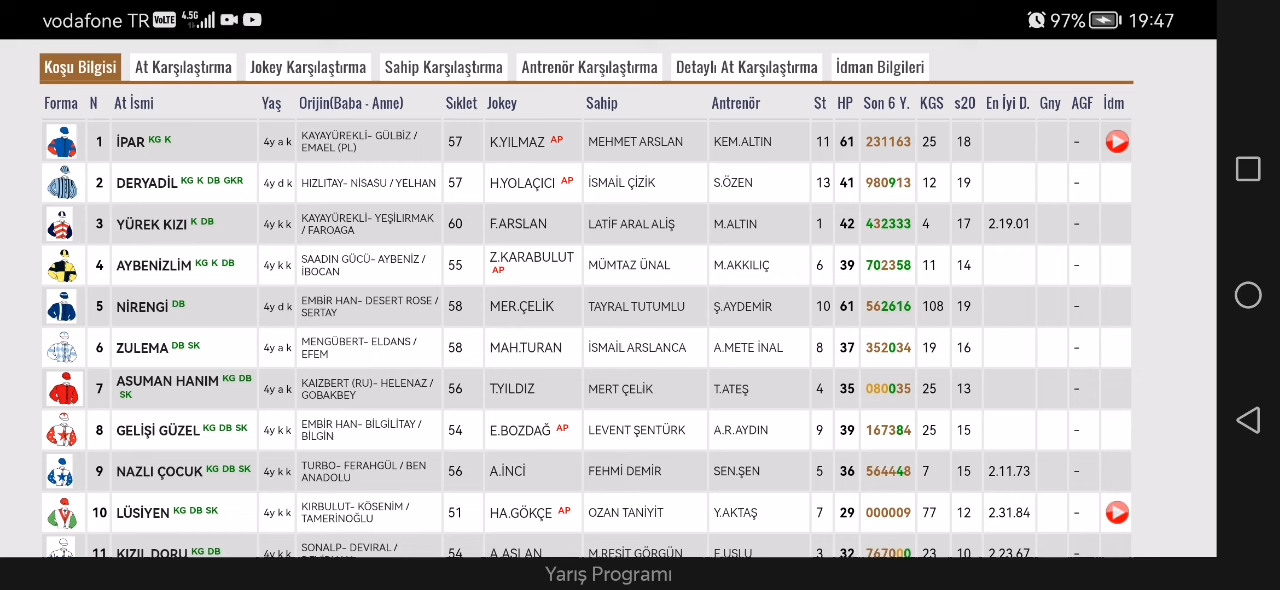 vodafone TR VoLTE 4.5G 97% 19:47
Koşu Bilgisi At Karşılaştırma Jokey Karşılaştırma Sahip Karşılaştırma Antrenör Karşılaştırma Detaylı At Karşılaştırma İdman Bilgileri
Forma N At İsmi Yaş Orijin(Baba - Anne) Sıklet Jokey Sahip Antrenör St HP Son 6 Y. KGS s20 En İyi D. Gny AGF İdm
1 İPAR KG K 4y a k KAYAYÜREKLİ- GÜLBİZ / EMAEL (PL) 57 K.YILMAZ AP MEHMET ARSLAN KEM.ALTIN 11 61 231163 25 18 -
2 DERYADİL KG K DB GKR 4y d k HIZLITAY- NİSASU / YELHAN 57 H.YOLAÇICI AP İSMAİL ÇİZİK S.ÖZEN 13 41 980913 12 19 -
3 YÜREK KIZI K DB 4y k k KAYAYÜREKLİ- YEŞİLIRMAK / FAROAGA 60 F.ARSLAN LATİF ARAL ALİŞ M.ALTIN 1 42 432333 4 17 2.19.01 -
4 AYBENİZLİM KG K DB 4y k k SAADIN GÜCÜ- AYBENİZ / İBOCAN 55 Z.KARABULUT AP MÜMTAZ ÜNAL M.AKKILIÇ 6 39 702358 11 14 -
5 NİRENGİ DB 4y d k EMBİR HAN- DESERT ROSE / SERTAY 58 MER.ÇELİK TAYRAL TUTUMLU Ş.AYDEMİR 10 61 562616 108 19 -
6 ZULEMA DB SK 4y a k MENGÜBERT- ELDANS / EFEM 58 MAH.TURAN İSMAİL ARSLANCA A.METE İNAL 8 37 352034 19 16 -
7 ASUMAN HANIM KG DB SK 4y a k KAIZBERT (RU)- HELENAZ / GOBAKBEY 56 T.YILDIZ MERT ÇELİK T.ATEŞ 4 35 080035 25 13 -
8 GELİŞİ GÜZEL KG DB SK 4y k k EMBİR HAN- BİLGİLİTAY / BİLGİN 54 E.BOZDAĞ AP LEVENT ŞENTÜRK A.R.AYDIN 9 39 167384 25 15 -
9 NAZLI ÇOCUK KG DB SK 4y k k TURBO- FERAHGÜL / BEN ANADOLU 56 A.İNCİ FEHMİ DEMİR SEN.ŞEN 5 36 564448 7 15 2.11.73 -
10 LÜSİYEN KG DB SK 4y k k KIRBULUT- KÖSENİM / TAMERİNOĞLU 51 HA.GÖKÇE AP OZAN TANİYİT Y.AKTAŞ 7 29 000009 77 12 2.31.84 -
11 KIZIL DORU KG DB 4y k k SONALP- DEVİRAL / 54 A.ASLAN M.REŞİT GÖRGÜN E.USLU 3 32 767000 23 10 2.23.67 -
Yarış Programı